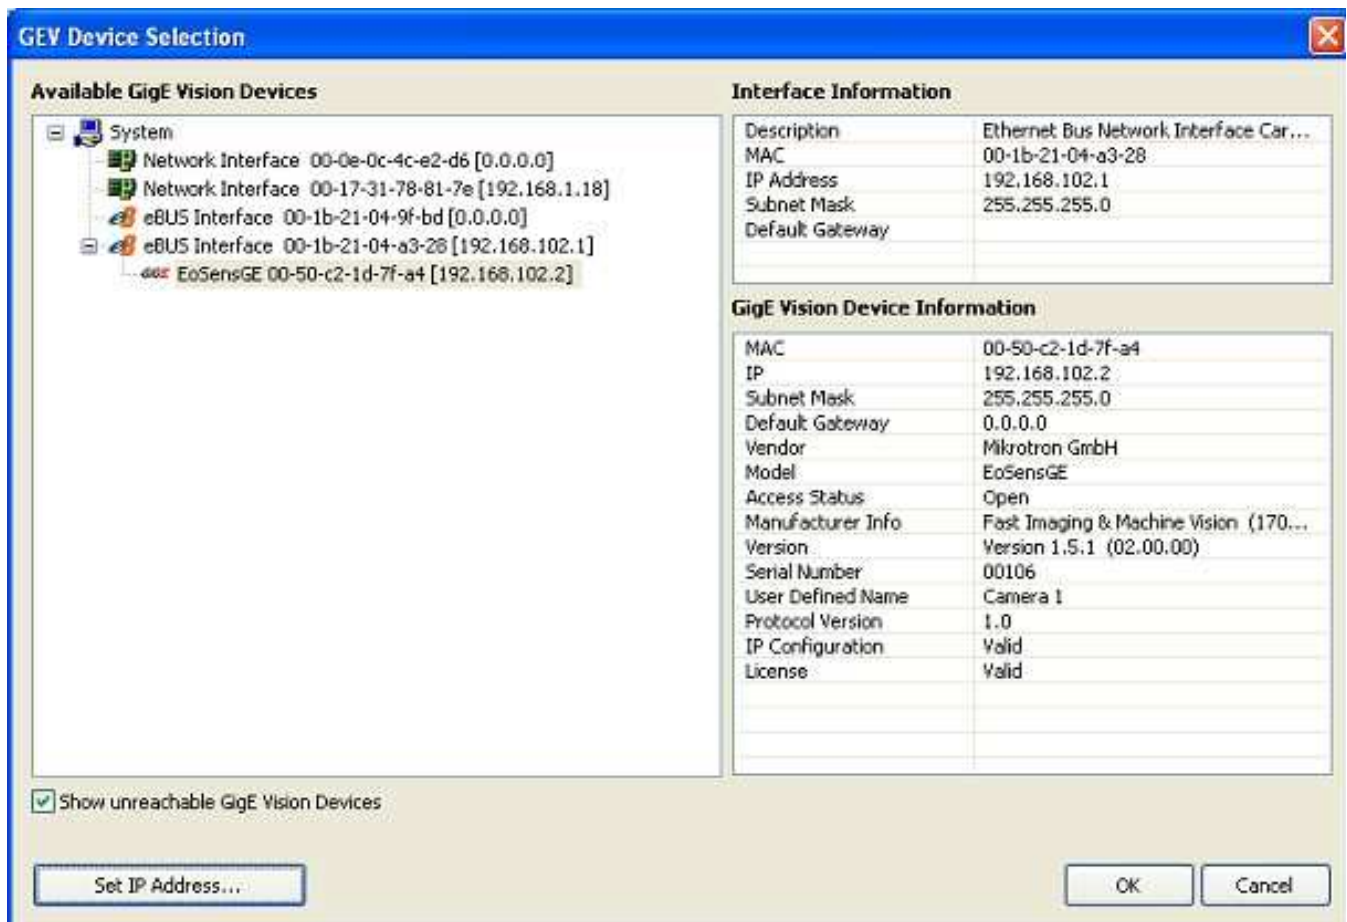 GEV Device Selection
Available GigE Vision Devices
System
Network Interface 00-0e-0c-4c-e2-d6 [0.0.0.0]
Network Interface 00-17-31-78-81-7e [192.168.1.18]
eBUS Interface 00-1b-21-04-9f-bd [0.0.0.0]
eBUS Interface 00-1b-21-04-a3-28 [192.168.102.1]
EoSensGE 00-50-c2-1d-7f-a4 [192.168.102.2]
Show unreachable GigE Vision Devices
Set IP Address...
Interface Information
Description Ethernet Bus Network Interface Car...
MAC 00-1b-21-04-a3-28
IP Address 192.168.102.1
Subnet Mask 255.255.255.0
Default Gateway
GigE Vision Device Information
MAC 00-50-c2-1d-7f-a4
IP 192.168.102.2
Subnet Mask 255.255.255.0
Default Gateway 0.0.0.0
Vendor Mikrotron GmbH
Model EoSensGE
Access Status Open
Manufacturer Info Fast Imaging & Machine Vision (170...
Version Version 1.5.1 (02.00.00)
Serial Number 00106
User Defined Name Camera 1
Protocol Version 1.0
IP Configuration Valid
License Valid
OK
Cancel